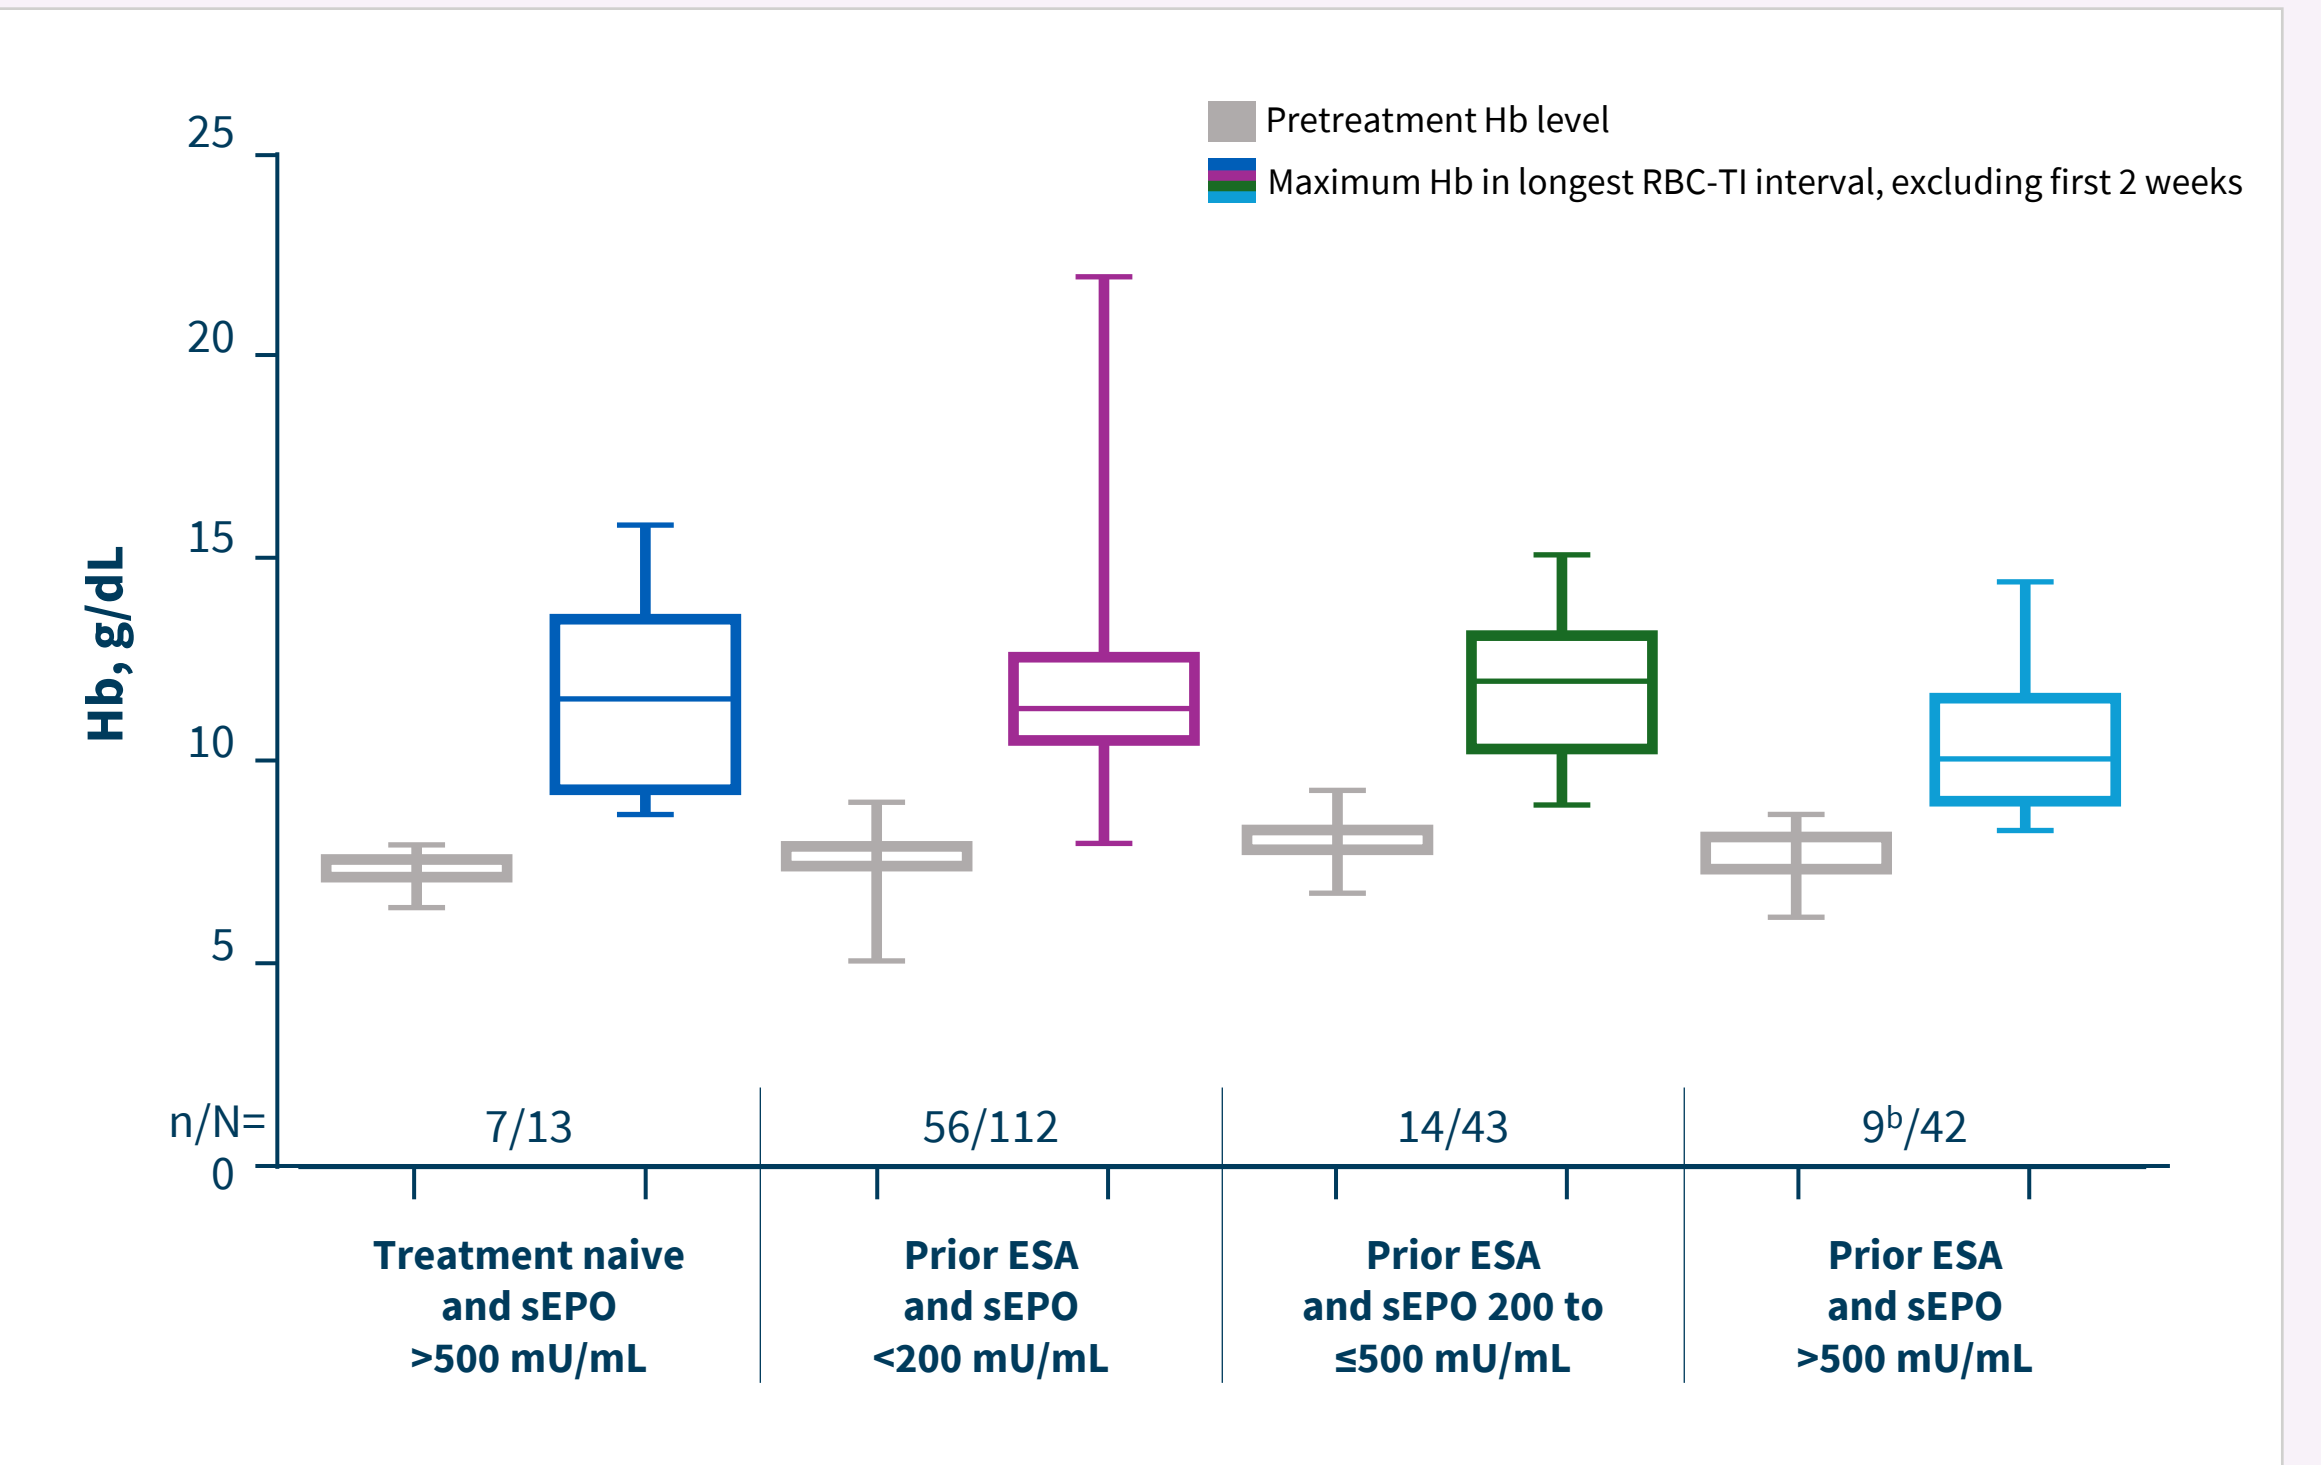 Pretreatment Hb level
Maximum Hb in longest RBC-TI interval, excluding first 2 weeks
Hb, g/dL
25
20
15
10
5
0
n/N=
7/13
56/112
14/43
9ᵇ/42
Treatment naive
and sEPO
>500 mU/mL
Prior ESA
and sEPO
<200 mU/mL
Prior ESA
and sEPO 200 to
≤500 mU/mL
Prior ESA
and sEPO
>500 mU/mL